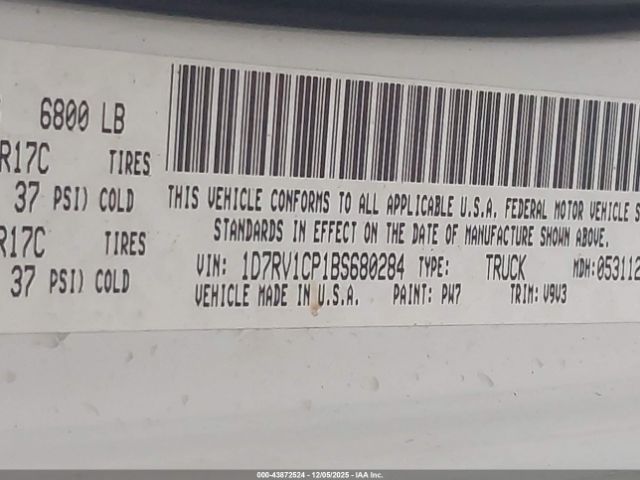 6800 LB
R17C TIRES
37 PSI) COLD
R17C TIRES
37 PSI) COLD
THIS VEHICLE CONFORMS TO ALL APPLICABLE U.S.A. FEDERAL MOTOR VEHICLE S
STANDARDS IN EFFECT ON THE DATE OF MANUFACTURE SHOWN ABOVE.
VIN: 1D7RV1CP1BS680284 TYPE: TRUCK MDH:053112
VEHICLE MADE IN U.S.A. PAINT: PW7 TRIM: V9V3
000-43872524 - 12/05/2025 - IAA Inc.